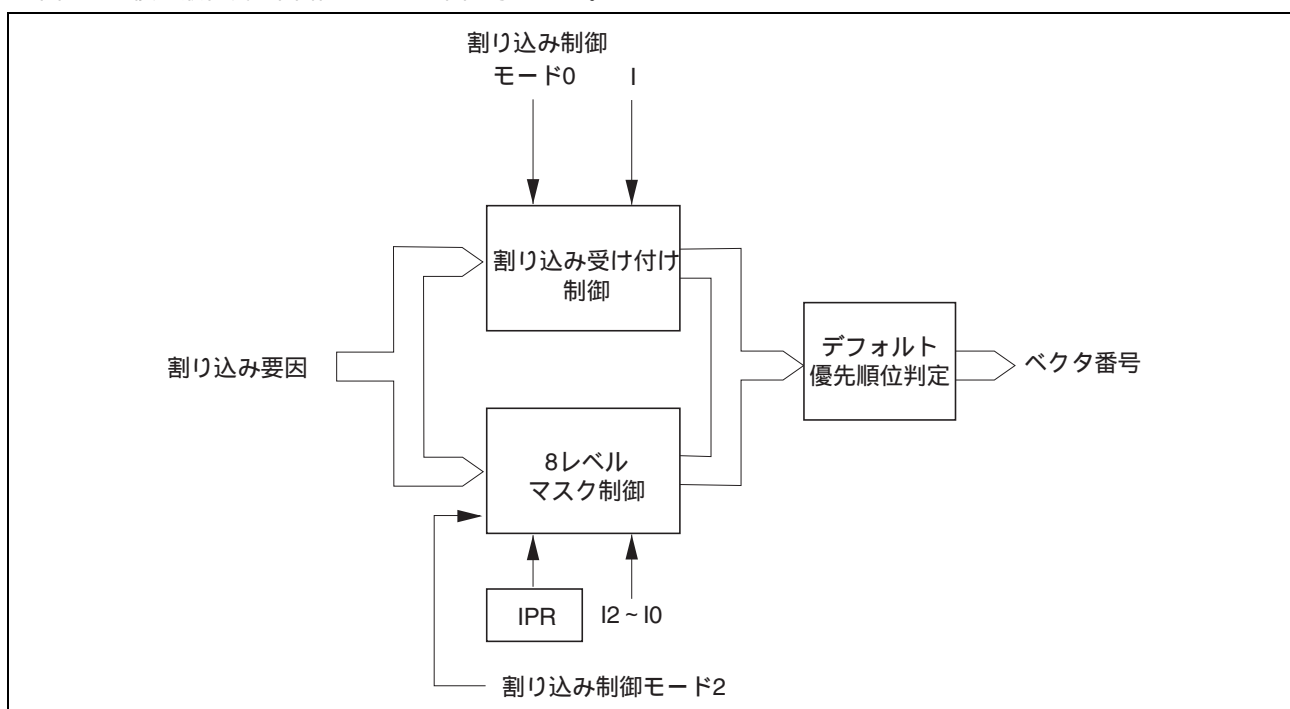 割り込み制御
モード0
I
割り込み受け付け
制御
割り込み要因
デフォルト
優先順位判定
ベクタ番号
8レベル
マスク制御
IPR
I2~I0
割り込み制御モード2